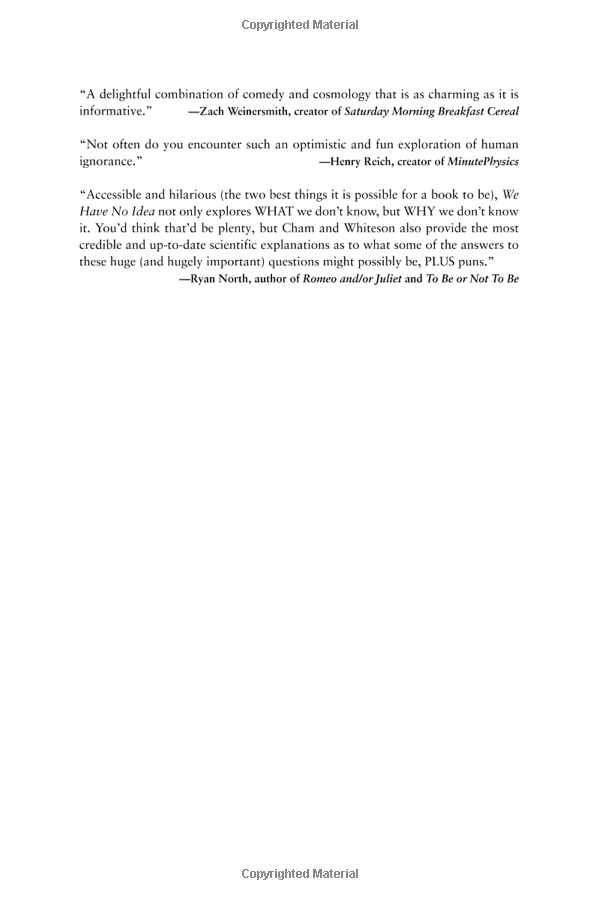 Copyrighted Material
“A delightful combination of comedy and cosmology that is as charming as it is
informative.” —Zach Weinersmith, creator of Saturday Morning Breakfast Cereal
“Not often do you encounter such an optimistic and fun exploration of human
ignorance.” —Henry Reich, creator of MinutePhysics
“Accessible and hilarious (the two best things it is possible for a book to be), We
Have No Idea not only explores WHAT we don’t know, but WHY we don’t know
it. You’d think that’d be plenty, but Cham and Whiteson also provide the most
credible and up-to-date scientific explanations as to what some of the answers to
these huge (and hugely important) questions might possibly be, PLUS puns.”
—Ryan North, author of Romeo and/or Juliet and To Be or Not To Be
Copyrighted Material